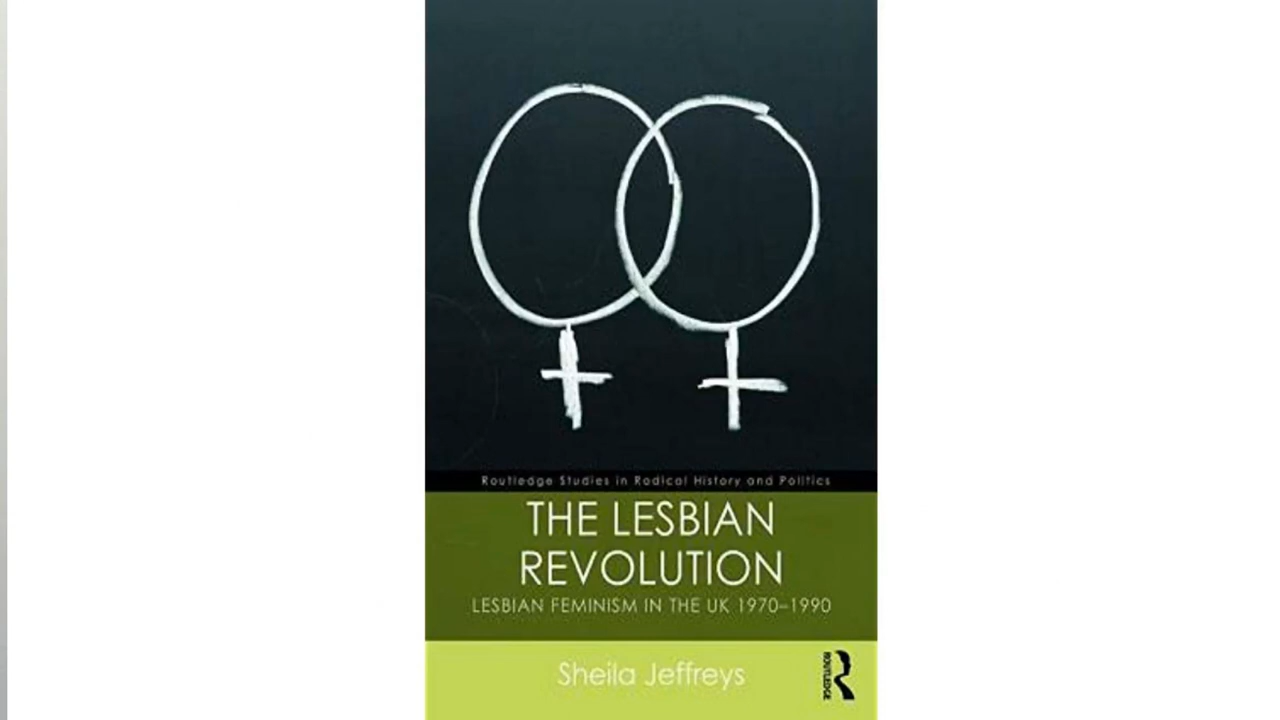 Routledge Studies in Radical History and Politics
THE LESBIAN
REVOLUTION
LESBIAN FEMINISM IN THE UK 1970–1990
Sheila Jeffreys
ROUTLEDGE